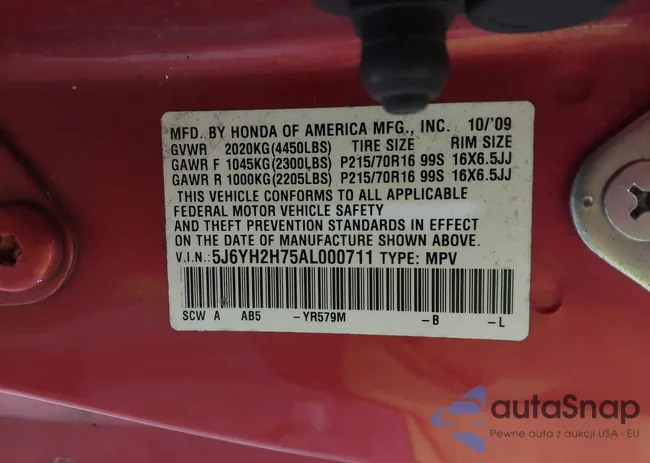 MFD. BY HONDA OF AMERICA MFG., INC. 10/'09
GVWR 2020KG(4450LBS) TIRE SIZE RIM SIZE
GAWR F 1045KG(2300LBS) P215/70R16 99S 16X6.5JJ
GAWR R 1000KG(2205LBS) P215/70R16 99S 16X6.5JJ
THIS VEHICLE CONFORMS TO ALL APPLICABLE
FEDERAL MOTOR VEHICLE SAFETY
AND THEFT PREVENTION STANDARDS IN EFFECT
ON THE DATE OF MANUFACTURE SHOWN ABOVE.
V.I.N.: 5J6YH2H75AL000711 TYPE: MPV
SCW A AB5 -YR579M -B -L
autaSnap
Pewne auta z aukcji USA i EU